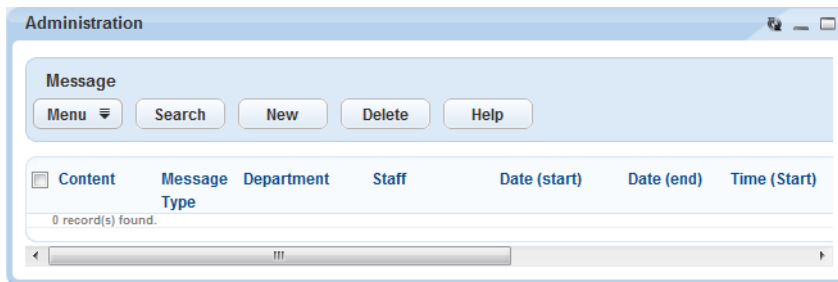 Administration
Message
Menu Search New Delete Help
Content Message Type Department Staff Date (start) Date (end) Time (Start)
0 record(s) found.